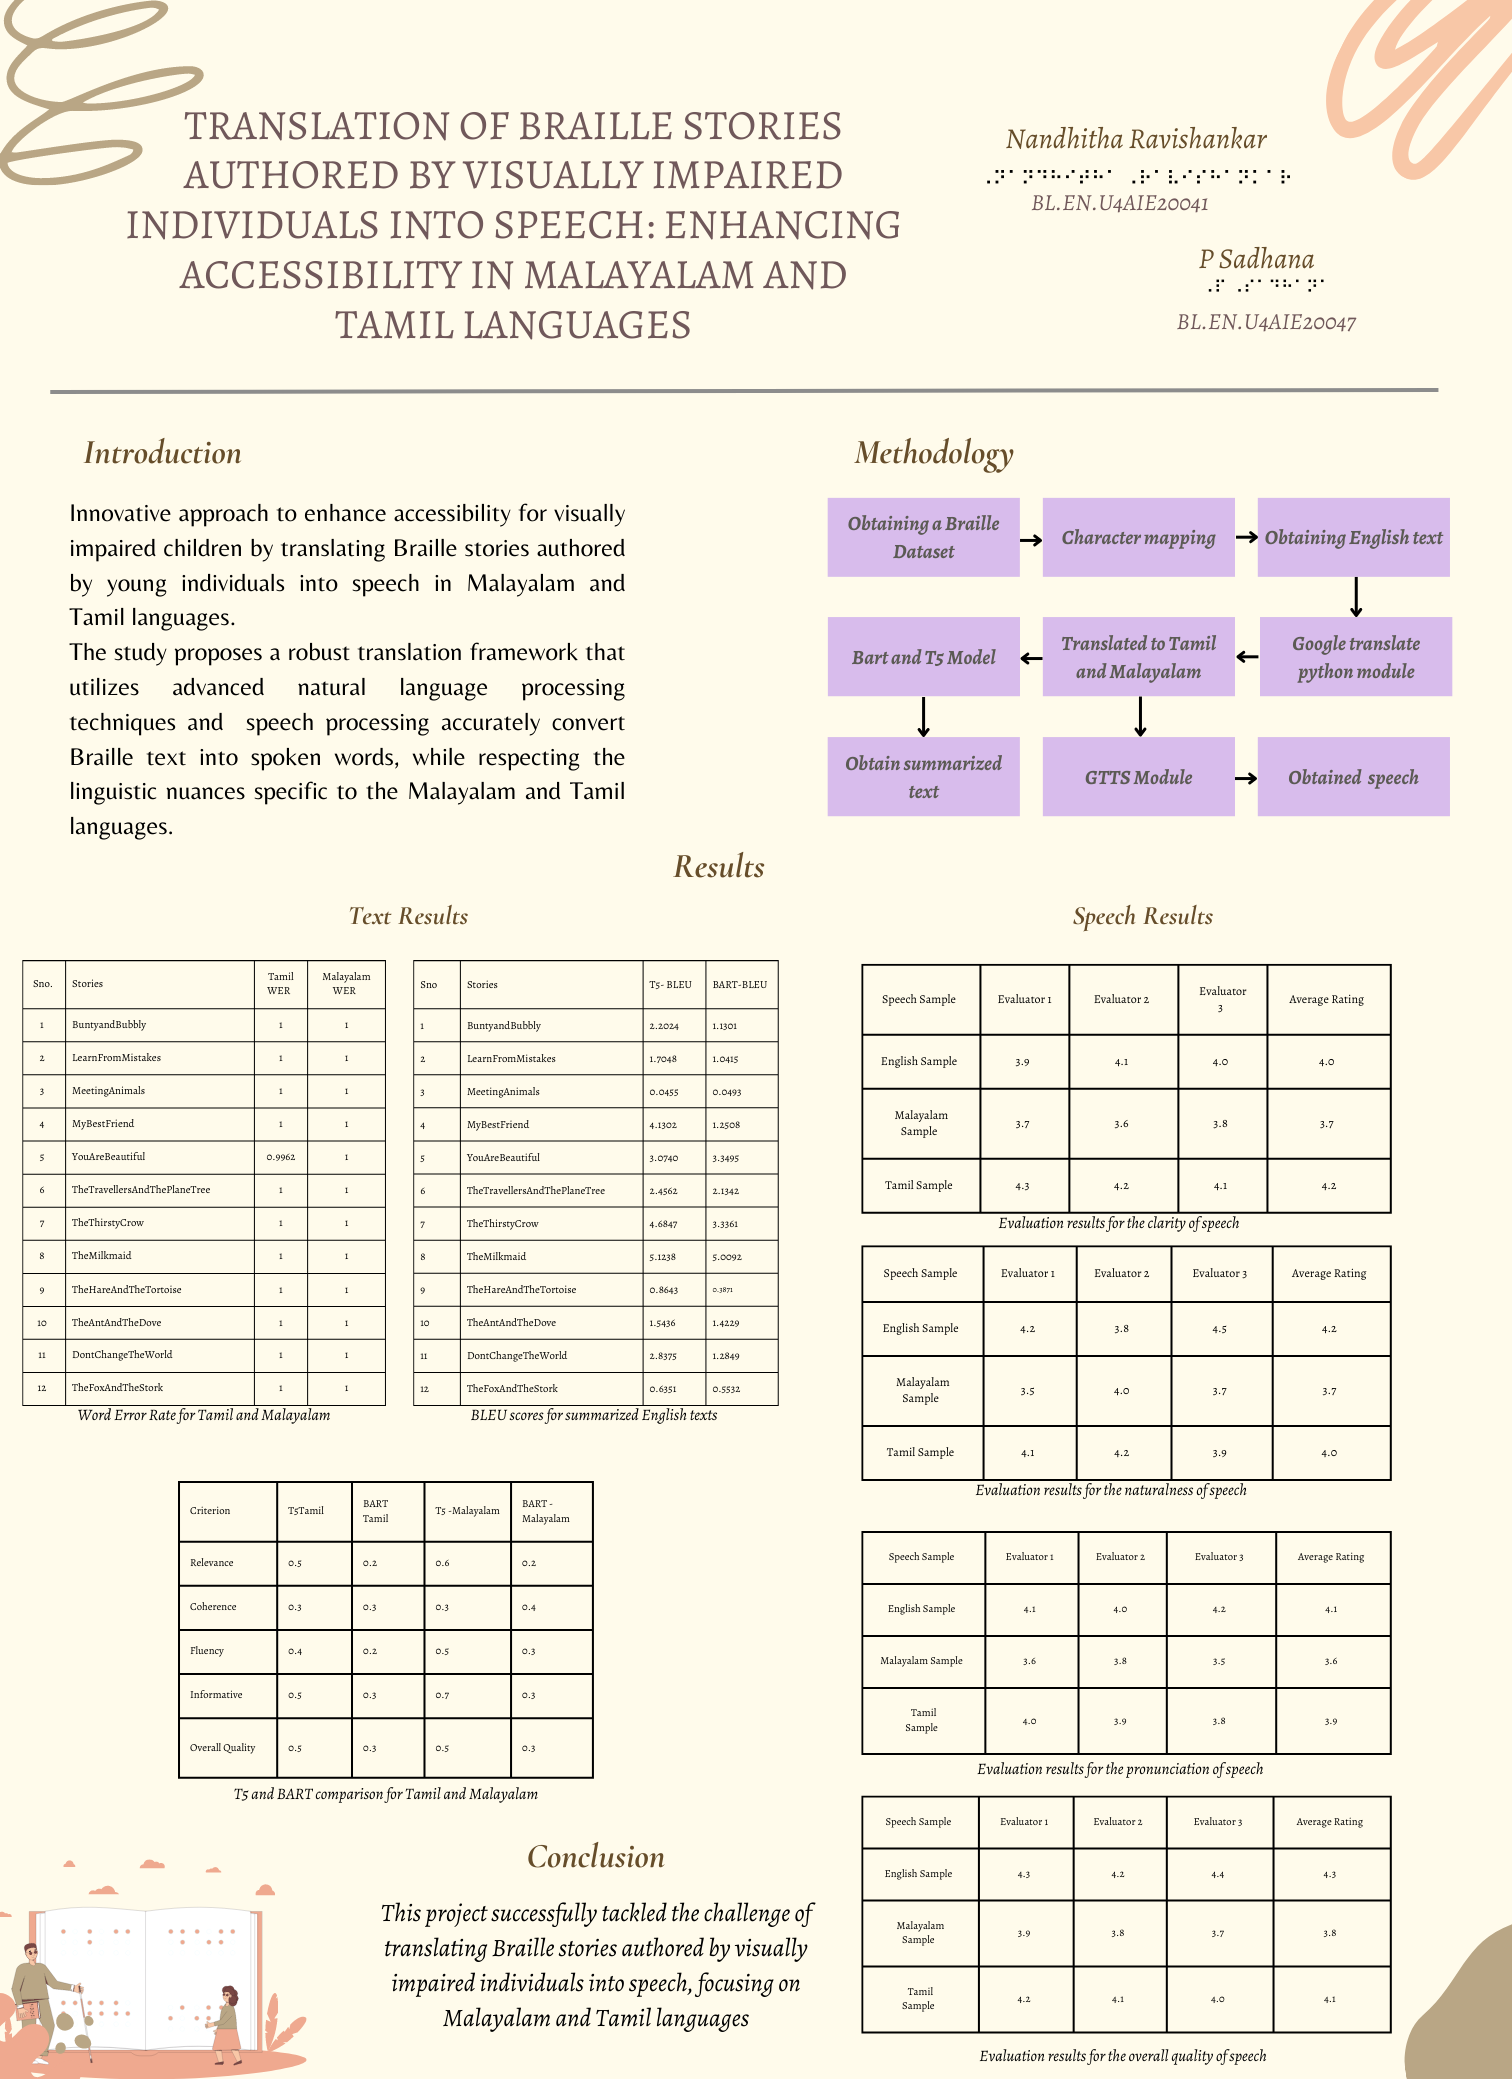 TRANSLATION OF BRAILLE STORIES
AUTHORED BY VISUALLY IMPAIRED
INDIVIDUALS INTO SPEECH: ENHANCING
ACCESSIBILITY IN MALAYALAM AND
TAMIL LANGUAGES
Nandhitha Ravishankar
⠠⠝⠁⠝⠙⠓⠊⠞⠓⠁ ⠠⠗⠁⠧⠊⠎⠓⠁⠝⠅⠁⠗
BL.EN.U4AIE20041
P Sadhana
⠠⠏ ⠠⠎⠁⠙⠓⠁⠝⠁
BL.EN.U4AIE20047
Introduction
Innovative approach to enhance accessibility for visually
impaired children by translating Braille stories authored
by young individuals into speech in Malayalam and
Tamil languages.
The study proposes a robust translation framework that
utilizes advanced natural language processing
techniques and speech processing accurately convert
Braille text into spoken words, while respecting the
linguistic nuances specific to the Malayalam and Tamil
languages.
Methodology
Obtaining a Braille
Dataset
Character mapping
Obtaining English text
Bart and T5 Model
Translated to Tamil
and Malayalam
Google translate
python module
Obtain summarized
text
GTTS Module
Obtained speech
Results
Text Results
Sno. Stories Tamil WER Malayalam WER
1 BuntyandBubbly 1 1
2 LearnFromMistakes 1 1
3 MeetingAnimals 1 1
4 MyBestFriend 1 1
5 YouAreBeautiful 0.9962 1
6 TheTravellersAndThePlaneTree 1 1
7 TheThirstyCrow 1 1
8 TheMilkmaid 1 1
9 TheHareAndTheTortoise 1 1
10 TheAntAndTheDove 1 1
11 DontChangeTheWorld 1 1
12 TheFoxAndTheStork 1 1
Word Error Rate for Tamil and Malayalam
Sno Stories T5- BLEU BART-BLEU
1 BuntyandBubbly 2.2024 1.1301
2 LearnFromMistakes 1.7048 1.0415
3 MeetingAnimals 0.0455 0.0493
4 MyBestFriend 4.1302 1.2508
5 YouAreBeautiful 3.0740 3.3495
6 TheTravellersAndThePlaneTree 2.4562 2.1342
7 TheThirstyCrow 4.6847 3.3361
8 TheMilkmaid 5.1238 5.0092
9 TheHareAndTheTortoise 0.8643 0.3871
10 TheAntAndTheDove 1.5436 1.4229
11 DontChangeTheWorld 2.8375 1.2849
12 TheFoxAndTheStork 0.6351 0.5532
BLEU scores for summarized English texts
Criterion T5Tamil BART Tamil T5 -Malayalam BART - Malayalam
Relevance 0.5 0.2 0.6 0.2
Coherence 0.3 0.3 0.3 0.4
Fluency 0.4 0.2 0.5 0.3
Informative 0.5 0.3 0.7 0.3
Overall Quality 0.5 0.3 0.5 0.3
T5 and BART comparison for Tamil and Malayalam
Speech Results
Speech Sample Evaluator 1 Evaluator 2 Evaluator 3 Average Rating
English Sample 3.9 4.1 4.0 4.0
Malayalam Sample 3.7 3.6 3.8 3.7
Tamil Sample 4.3 4.2 4.1 4.2
Evaluation results for the clarity of speech
Speech Sample Evaluator 1 Evaluator 2 Evaluator 3 Average Rating
English Sample 4.2 3.8 4.5 4.2
Malayalam Sample 3.5 4.0 3.7 3.7
Tamil Sample 4.1 4.2 3.9 4.0
Evaluation results for the naturalness of speech
Speech Sample Evaluator 1 Evaluator 2 Evaluator 3 Average Rating
English Sample 4.1 4.0 4.2 4.1
Malayalam Sample 3.6 3.8 3.5 3.6
Tamil Sample 4.0 3.9 3.8 3.9
Evaluation results for the pronunciation of speech
Speech Sample Evaluator 1 Evaluator 2 Evaluator 3 Average Rating
English Sample 4.3 4.2 4.4 4.3
Malayalam Sample 3.9 3.8 3.7 3.8
Tamil Sample 4.2 4.1 4.0 4.1
Evaluation results for the overall quality of speech
Conclusion
This project successfully tackled the challenge of
translating Braille stories authored by visually
impaired individuals into speech, focusing on
Malayalam and Tamil languages